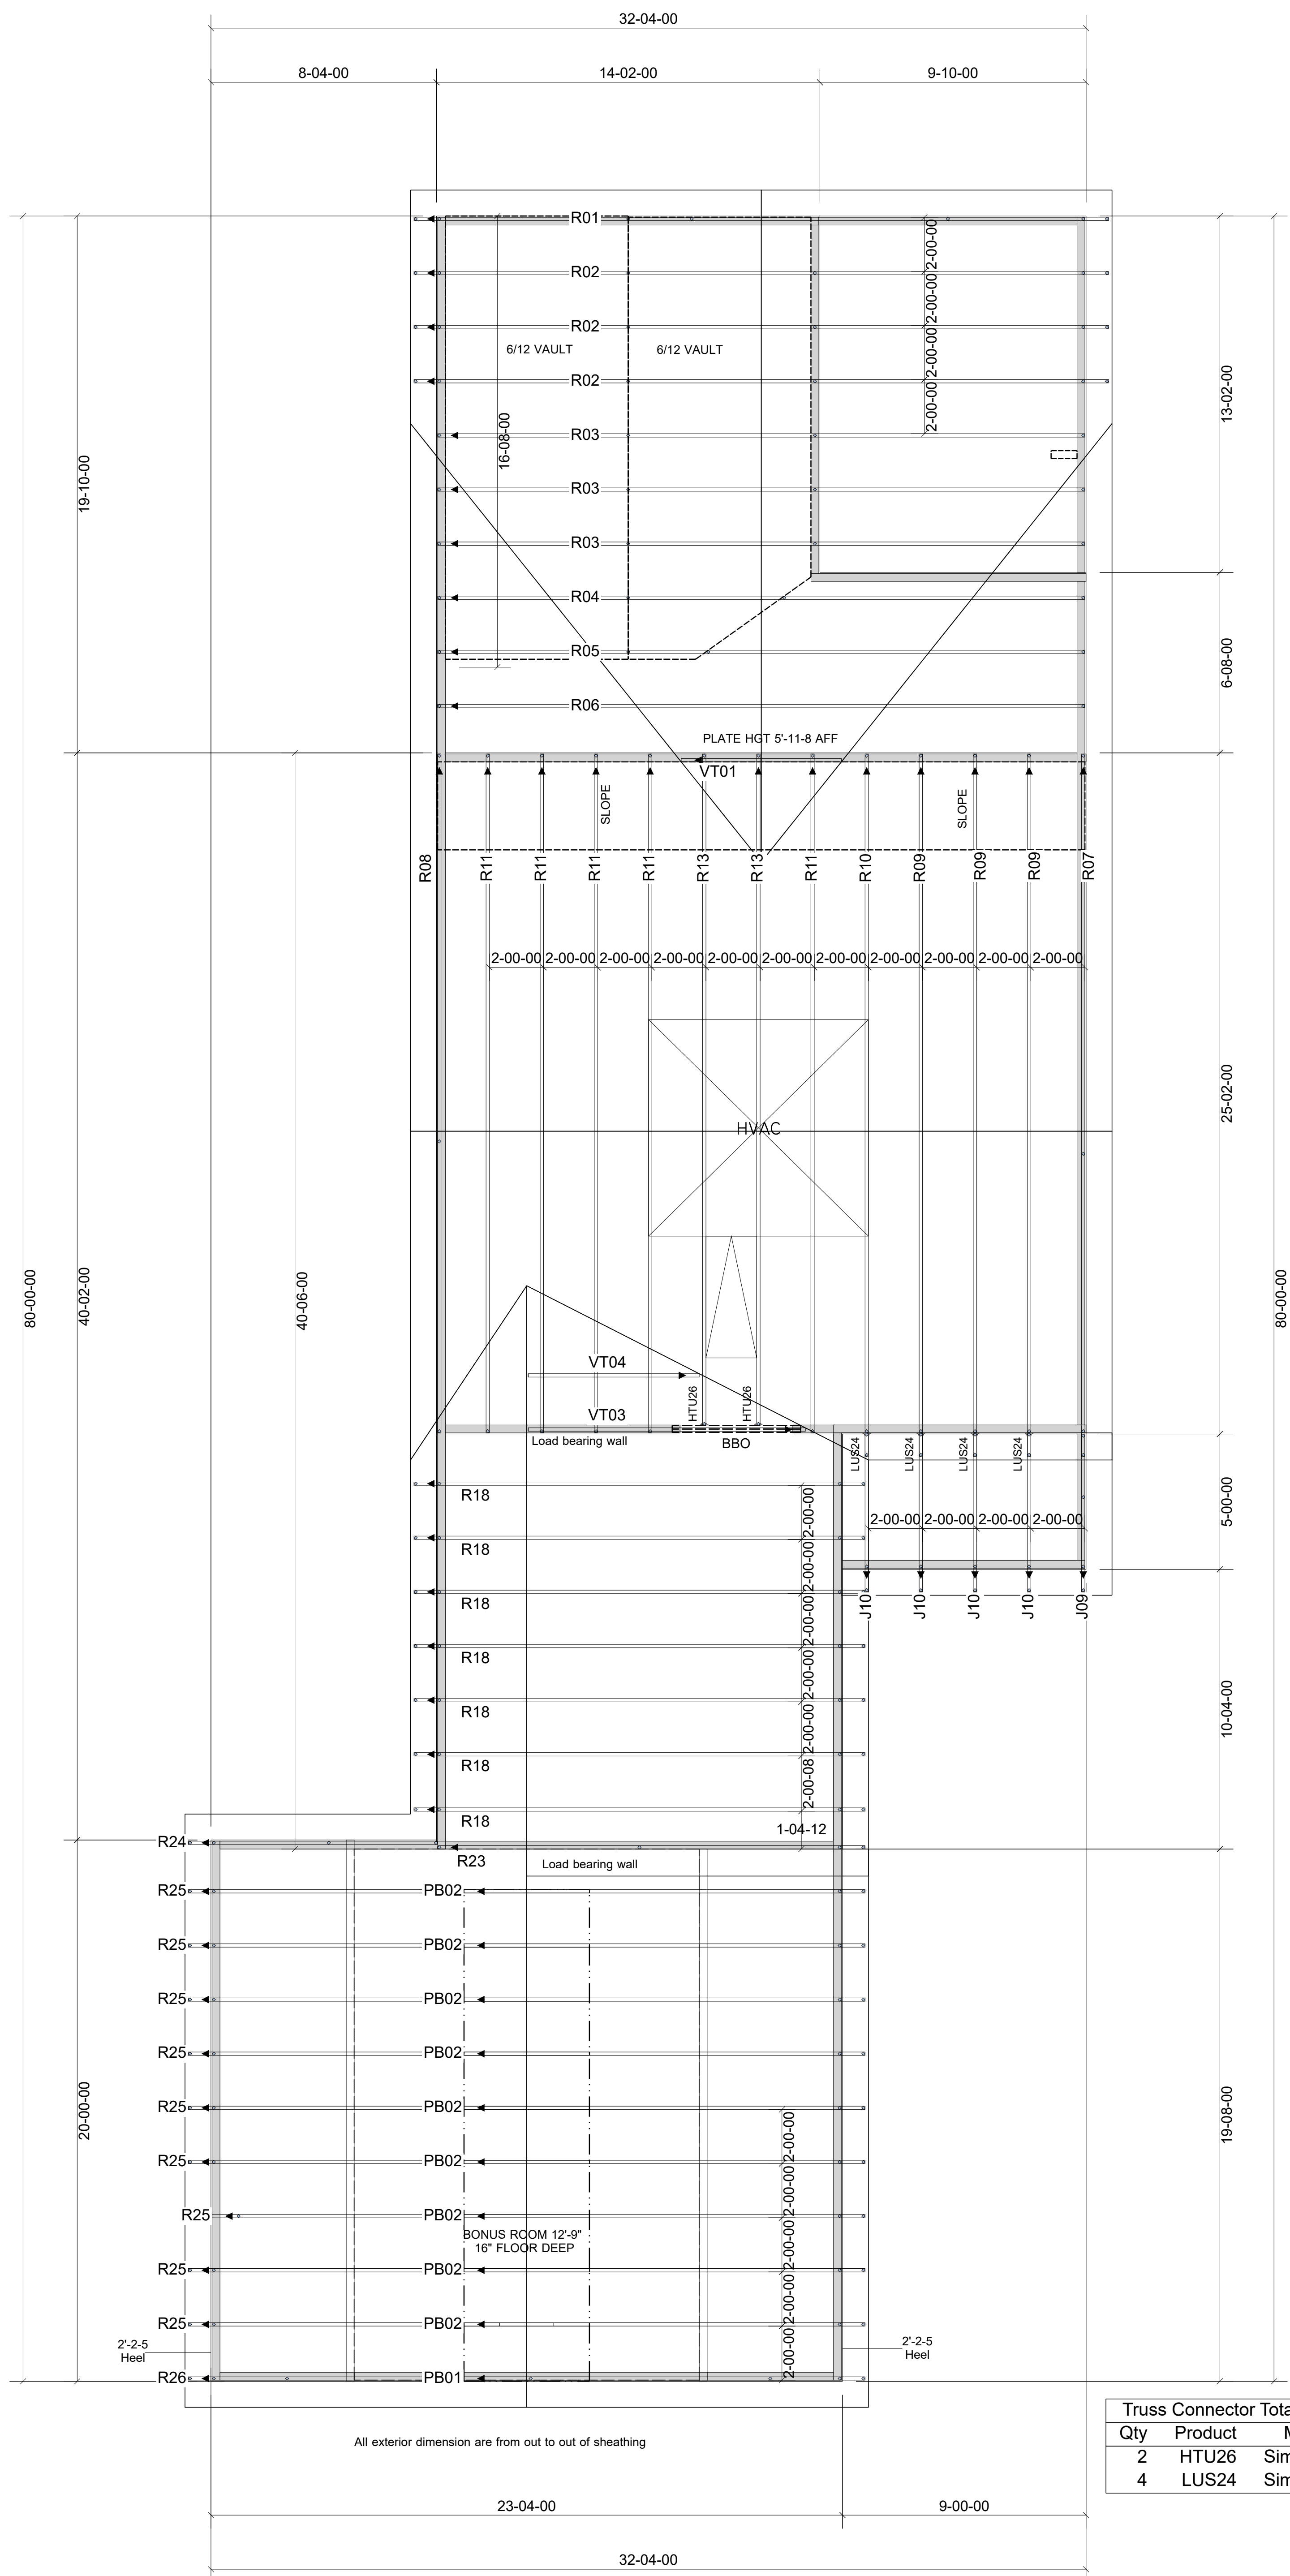 32-04-00
8-04-00
14-02-00
9-10-00
R01
2-00-00
R02
2-00-00
R02
6/12 VAULT
6/12 VAULT
2-00-00
R02
2-00-00
13-02-00
R03
16-08-00
19-10-00
R03
R03
R04
R05
6-08-00
R06
PLATE HGT 5'-11-8 AFF
VT01
SLOPE
SLOPE
R08
R11
R11
R11
R11
R13
R13
R11
R10
R09
R09
R09
R07
2-00-00
2-00-00
2-00-00
2-00-00
2-00-00
2-00-00
2-00-00
2-00-00
2-00-00
2-00-00
2-00-00
25-02-00
HVAC
80-00-00
40-02-00
40-06-00
80-00-00
VT04
HTU26
HTU26
VT03
Load bearing wall
BBO
LUS24
LUS24
LUS24
LUS24
R18
2-00-00
2-00-00
2-00-00
2-00-00
2-00-00
5-00-00
R18
2-00-00
R18
2-00-00
J10
J10
J10
J10
J09
R18
2-00-00
R18
2-00-00
10-04-00
R18
2-00-08
R18
1-04-12
R24
R23
Load bearing wall
R25
PB02
R25
PB02
R25
PB02
R25
PB02
R25
PB02
20-00-00
2-00-00
19-08-00
R25
PB02
2-00-00
R25
PB02
BONUS ROOM 12'-9"
16" FLOOR DEEP
2-00-00
R25
PB02
2-00-00
R25
PB02
2'-2-5
Heel
2-00-00
2'-2-5
Heel
R26
PB01
Truss Connector Tota
Qty Product M
2 HTU26 Sim
4 LUS24 Sim
All exterior dimension are from out to out of sheathing
23-04-00
9-00-00
32-04-00